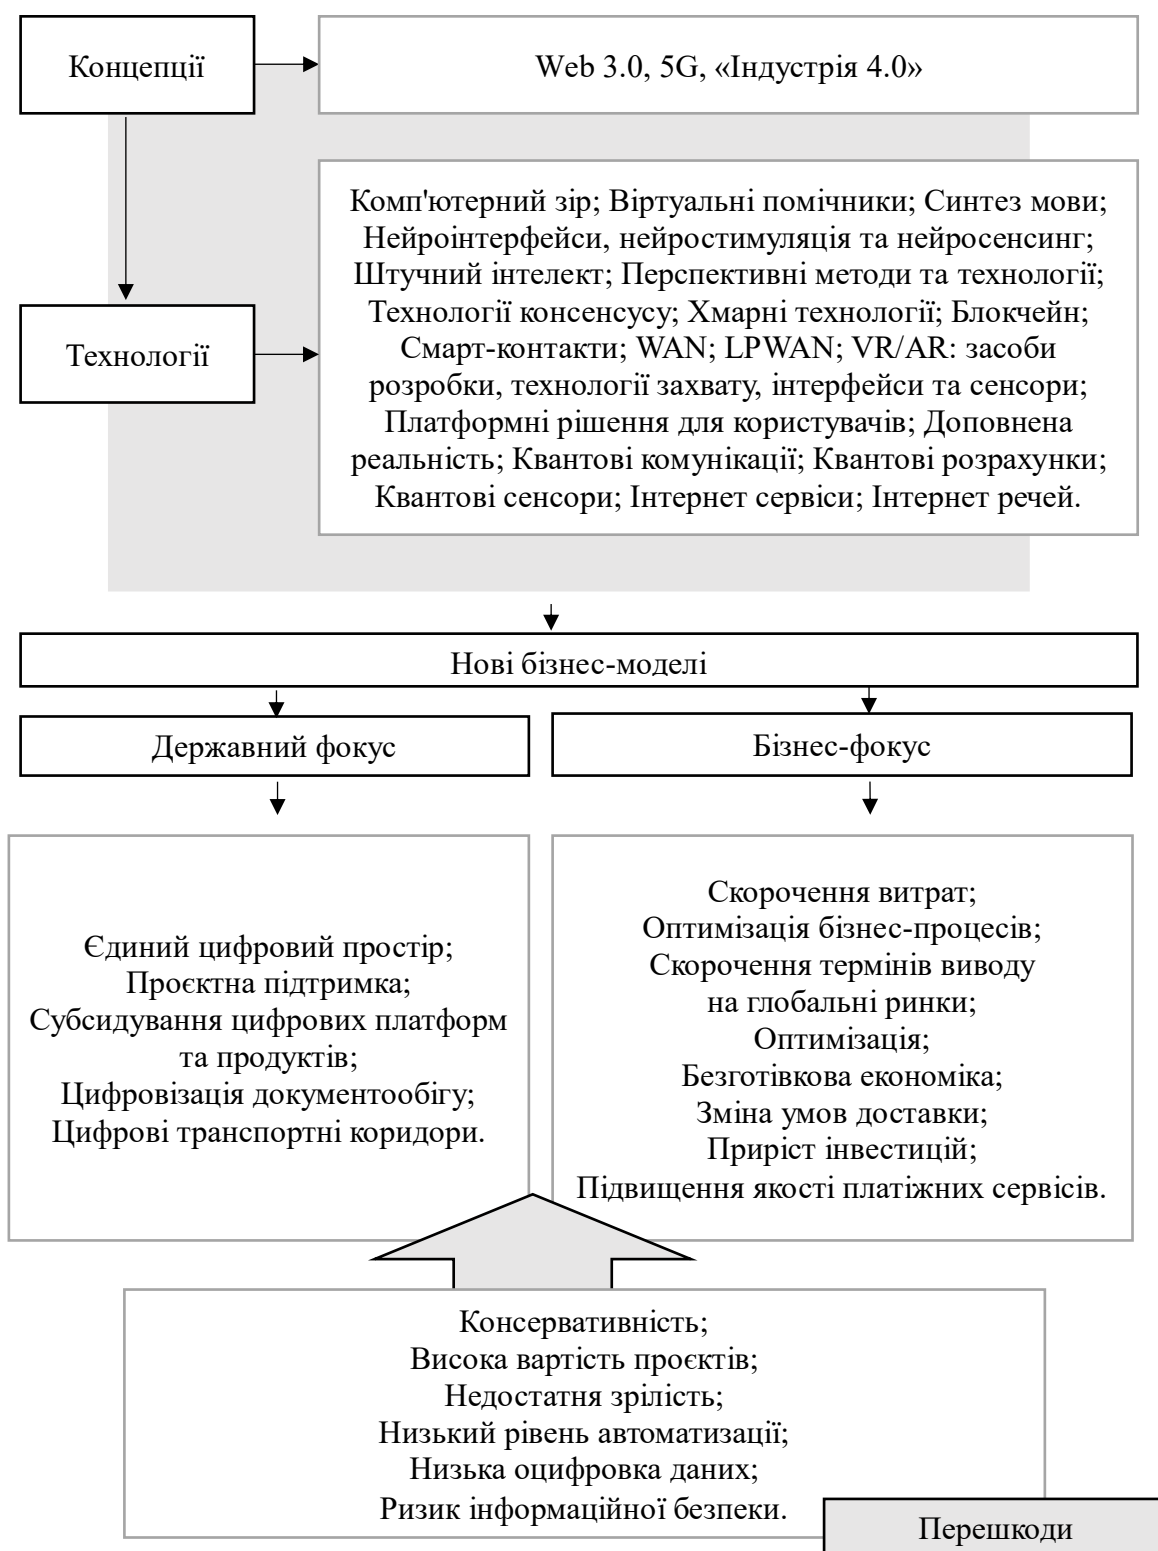 Концепції
Web 3.0, 5G, «Індустрія 4.0»
Комп'ютерний зір; Віртуальні помічники; Синтез мови;
Нейроінтерфейси, нейростимуляція та нейросенсинг;
Штучний інтелект; Перспективні методи та технології;
Технології консенсусу; Хмарні технології; Блокчейн;
Смарт-контакти; WAN; LPWAN; VR/AR: засоби
розробки, технології захвату, інтерфейси та сенсори;
Платформні рішення для користувачів; Доповнена
реальність; Квантові комунікації; Квантові розрахунки;
Квантові сенсори; Інтернет сервіси; Інтернет речей.
Технології
Нові бізнес-моделі
Державний фокус
Бізнес-фокус
Єдиний цифровий простір;
Проєктна підтримка;
Субсидування цифрових платформ
та продуктів;
Цифровізація документообігу;
Цифрові транспортні коридори.
Скорочення витрат;
Оптимізація бізнес-процесів;
Скорочення термінів виводу
на глобальні ринки;
Оптимізація;
Безготівкова економіка;
Зміна умов доставки;
Приріст інвестицій;
Підвищення якості платіжних сервісів.
Консервативність;
Висока вартість проєктів;
Недостатня зрілість;
Низький рівень автоматизації;
Низька оцифровка даних;
Ризик інформаційної безпеки.
Перешкоди